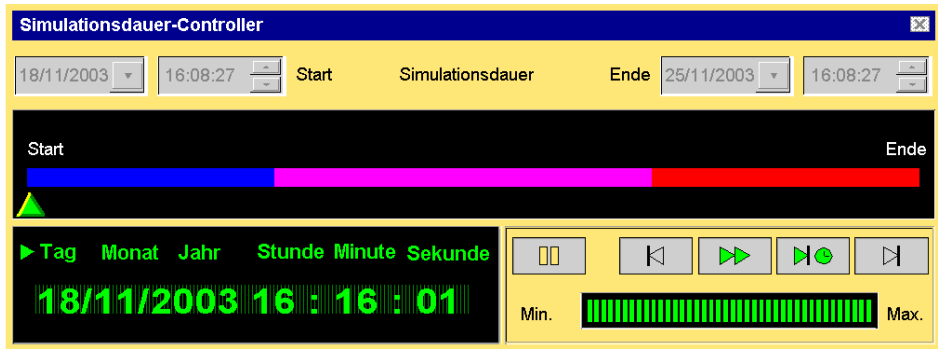 Simulationsdauer-Controller
18/11/2003 16:08:27 Start Simulationsdauer Ende 25/11/2003 16:08:27
Start Ende
Tag Monat Jahr Stunde Minute Sekunde
18/11/2003 16 : 16 : 01
Min. Max.